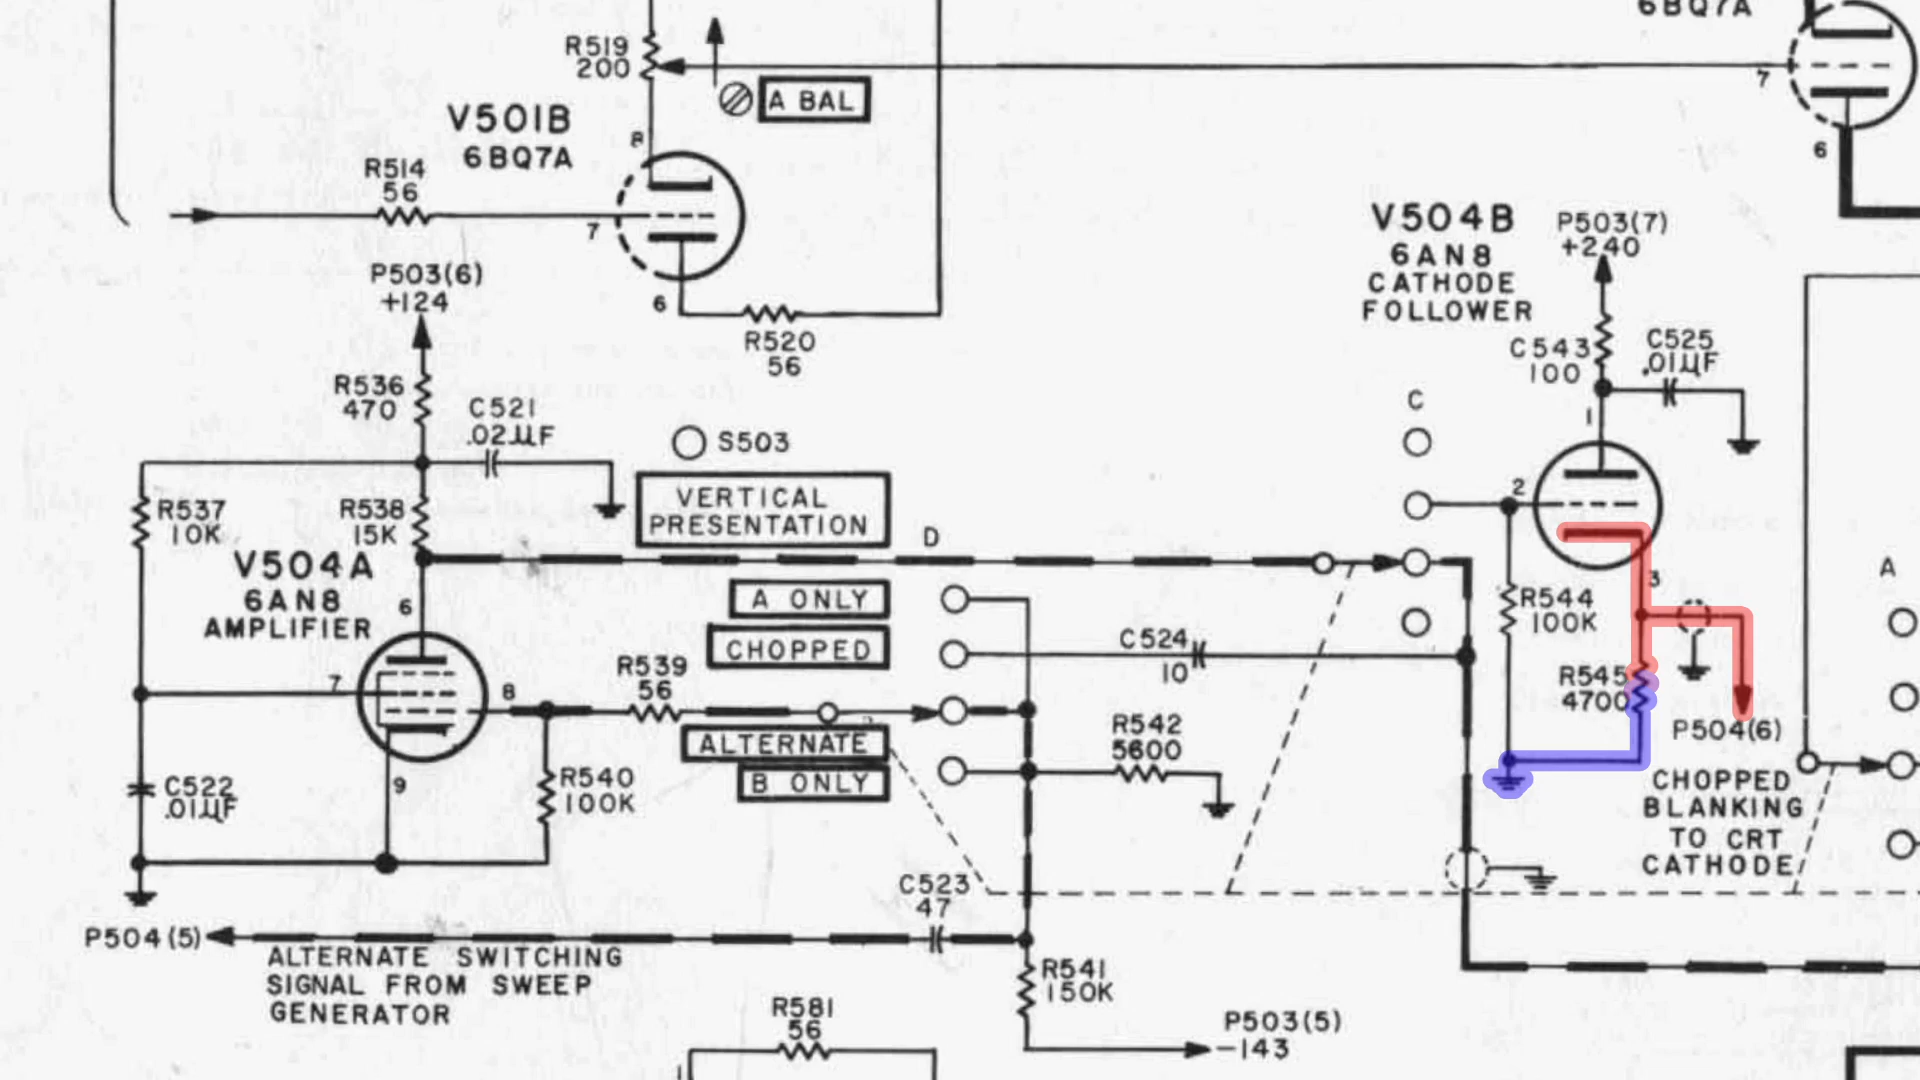 6BQ7A
7
6
R519
200
A BAL
V501B
6BQ7A
8
7
6
R514
56
R520
56
P503(6)
+124
R536
470
C521
.02µF
R537
10K
R538
15K
V504A
6AN8
AMPLIFIER
6
7
8
9
S503
VERTICAL
PRESENTATION
D
A ONLY
CHOPPED
ALTERNATE
B ONLY
R539
56
R540
100K
C522
.01µF
C524
10
R542
5600
C523
47
R541
150K
P503(5)
-143
P504(5)
ALTERNATE SWITCHING
SIGNAL FROM SWEEP
GENERATOR
R581
56
V504B
6AN8
CATHODE
FOLLOWER
P503(7)
+240
C543
100
C525
.01µF
1
2
3
C
R544
100K
R545
4700
P504(6)
CHOPPED
BLANKING
TO CRT
CATHODE
A